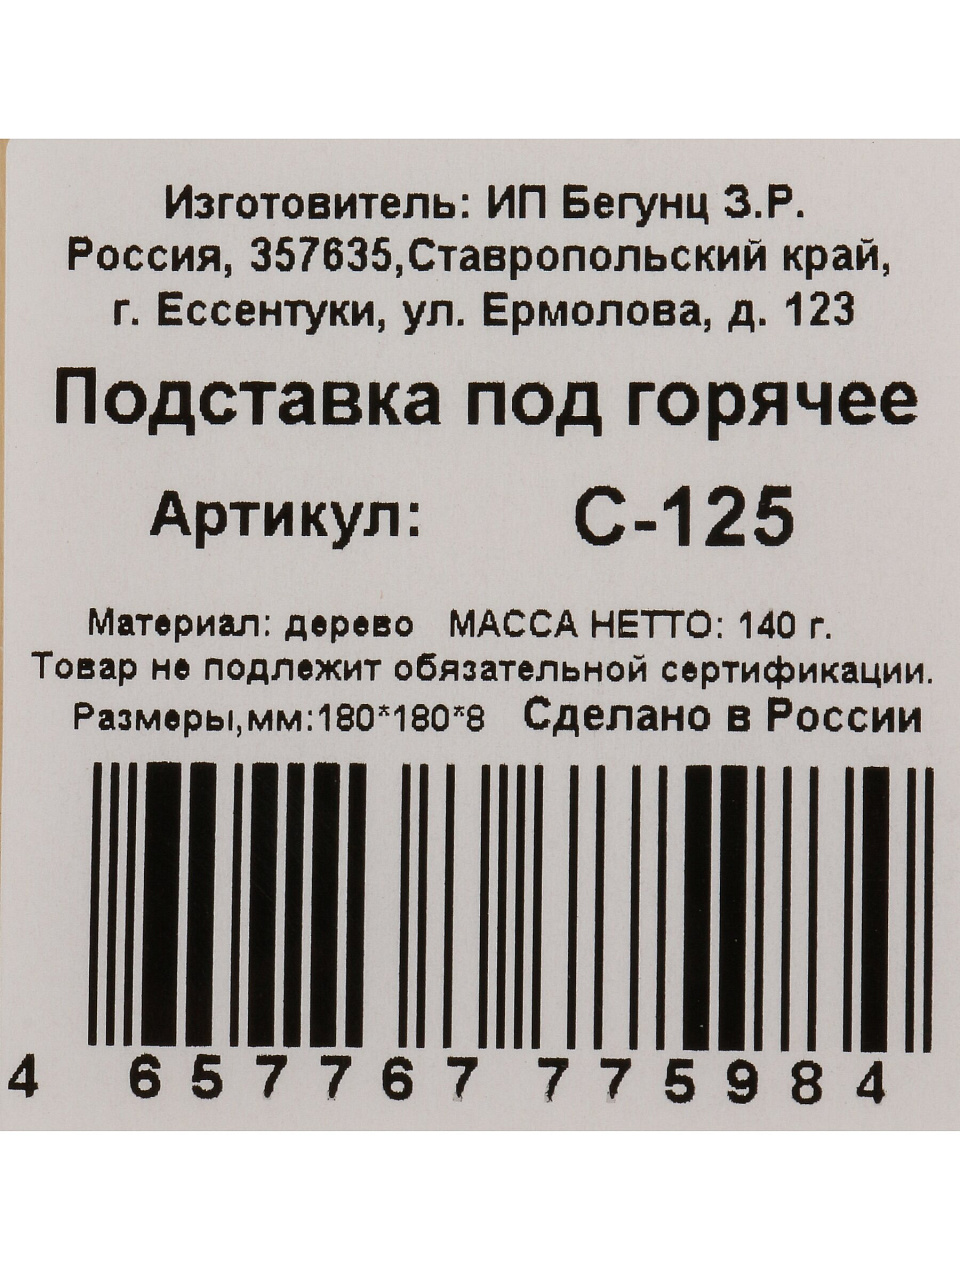 Изготовитель: ИП Бегунц З.Р.
Россия, 357635,Ставропольский край,
г. Ессентуки, ул. Ермолова, д. 123
Подставка под горячее
Артикул: С-125
Материал: дерево МАССА НЕТТО: 140 г.
Товар не подлежит обязательной сертификации.
Размеры,мм:180*180*8 Сделано в России
4 657767 775984